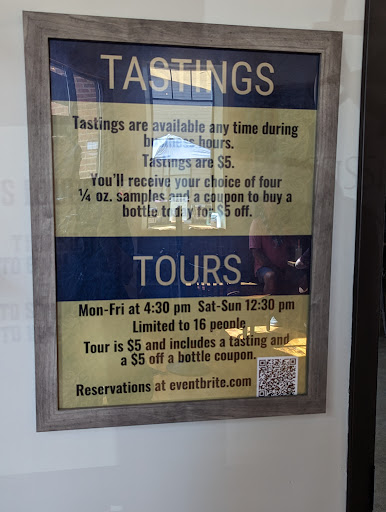 TASTINGS
Tastings are available any time during
business hours.
Tastings are $5.
You'll receive your choice of four
¼ oz. samples and a coupon to buy a
bottle today for $5 off.
TOURS
Mon-Fri at 4:30 pm Sat-Sun 12:30 pm
Limited to 16 people
Tour is $5 and includes a tasting and
a $5 off a bottle coupon.
Reservations at eventbrite.com